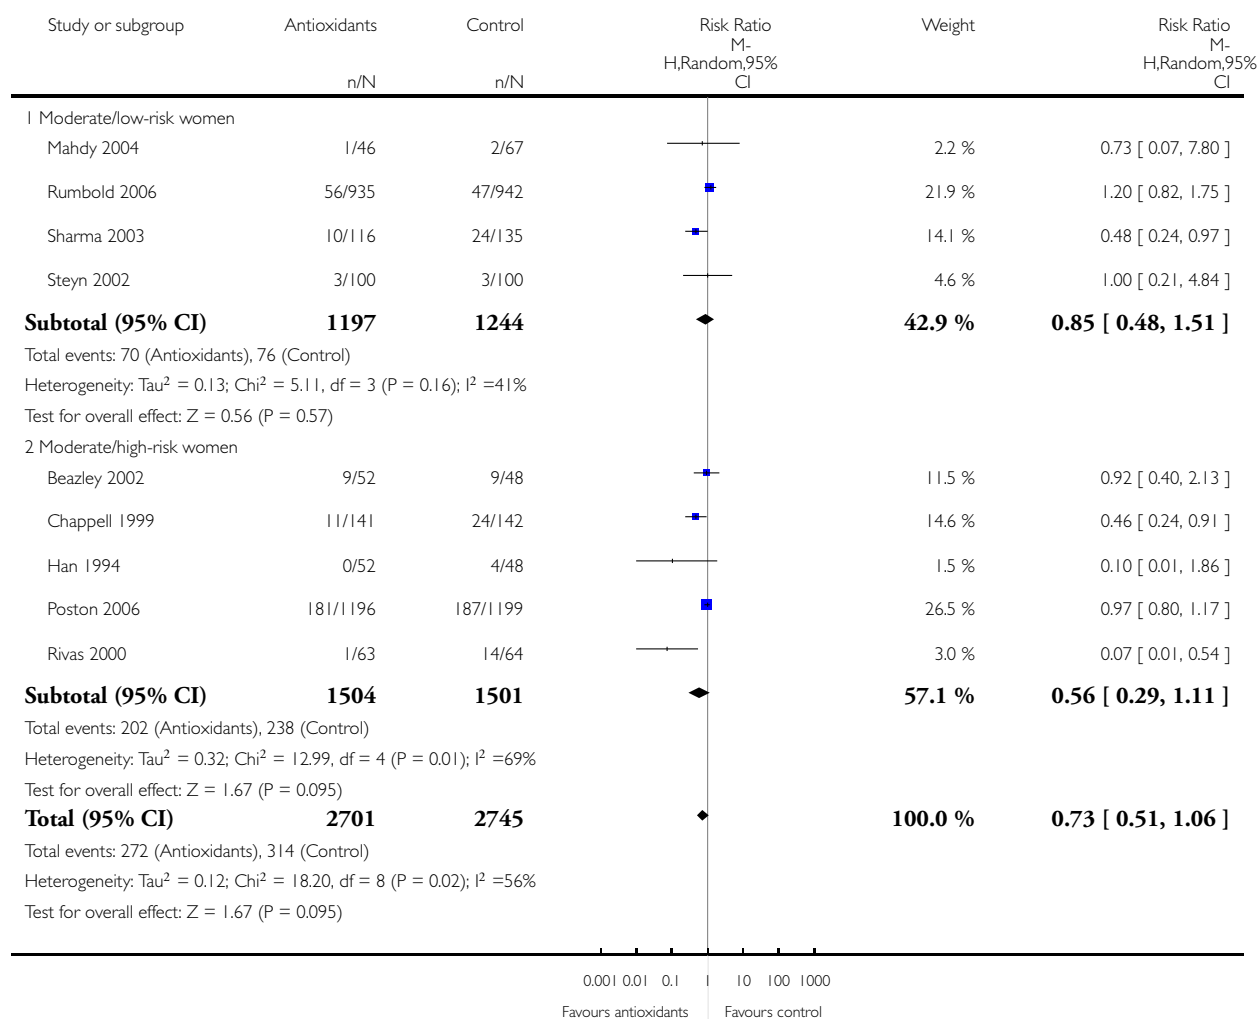 Study or subgroup Antioxidants Control Risk Ratio Weight Risk Ratio
n/N n/N M-H,Random,95% CI M-H,Random,95% CI
1 Moderate/low-risk women
Mahdy 2004 1/46 2/67 2.2 % 0.73 [ 0.07, 7.80 ]
Rumbold 2006 56/935 47/942 21.9 % 1.20 [ 0.82, 1.75 ]
Sharma 2003 10/116 24/135 14.1 % 0.48 [ 0.24, 0.97 ]
Steyn 2002 3/100 3/100 4.6 % 1.00 [ 0.21, 4.84 ]
Subtotal (95% CI) 1197 1244 42.9 % 0.85 [ 0.48, 1.51 ]
Total events: 70 (Antioxidants), 76 (Control)
Heterogeneity: Tau² = 0.13; Chi² = 5.11, df = 3 (P = 0.16); I² =41%
Test for overall effect: Z = 0.56 (P = 0.57)
2 Moderate/high-risk women
Beazley 2002 9/52 9/48 11.5 % 0.92 [ 0.40, 2.13 ]
Chappell 1999 11/141 24/142 14.6 % 0.46 [ 0.24, 0.91 ]
Han 1994 0/52 4/48 1.5 % 0.10 [ 0.01, 1.86 ]
Poston 2006 181/1196 187/1199 26.5 % 0.97 [ 0.80, 1.17 ]
Rivas 2000 1/63 14/64 3.0 % 0.07 [ 0.01, 0.54 ]
Subtotal (95% CI) 1504 1501 57.1 % 0.56 [ 0.29, 1.11 ]
Total events: 202 (Antioxidants), 238 (Control)
Heterogeneity: Tau² = 0.32; Chi² = 12.99, df = 4 (P = 0.01); I² =69%
Test for overall effect: Z = 1.67 (P = 0.095)
Total (95% CI) 2701 2745 100.0 % 0.73 [ 0.51, 1.06 ]
Total events: 272 (Antioxidants), 314 (Control)
Heterogeneity: Tau² = 0.12; Chi² = 18.20, df = 8 (P = 0.02); I² =56%
Test for overall effect: Z = 1.67 (P = 0.095)
0.001 0.01 0.1 1 10 100 1000
Favours antioxidants Favours control